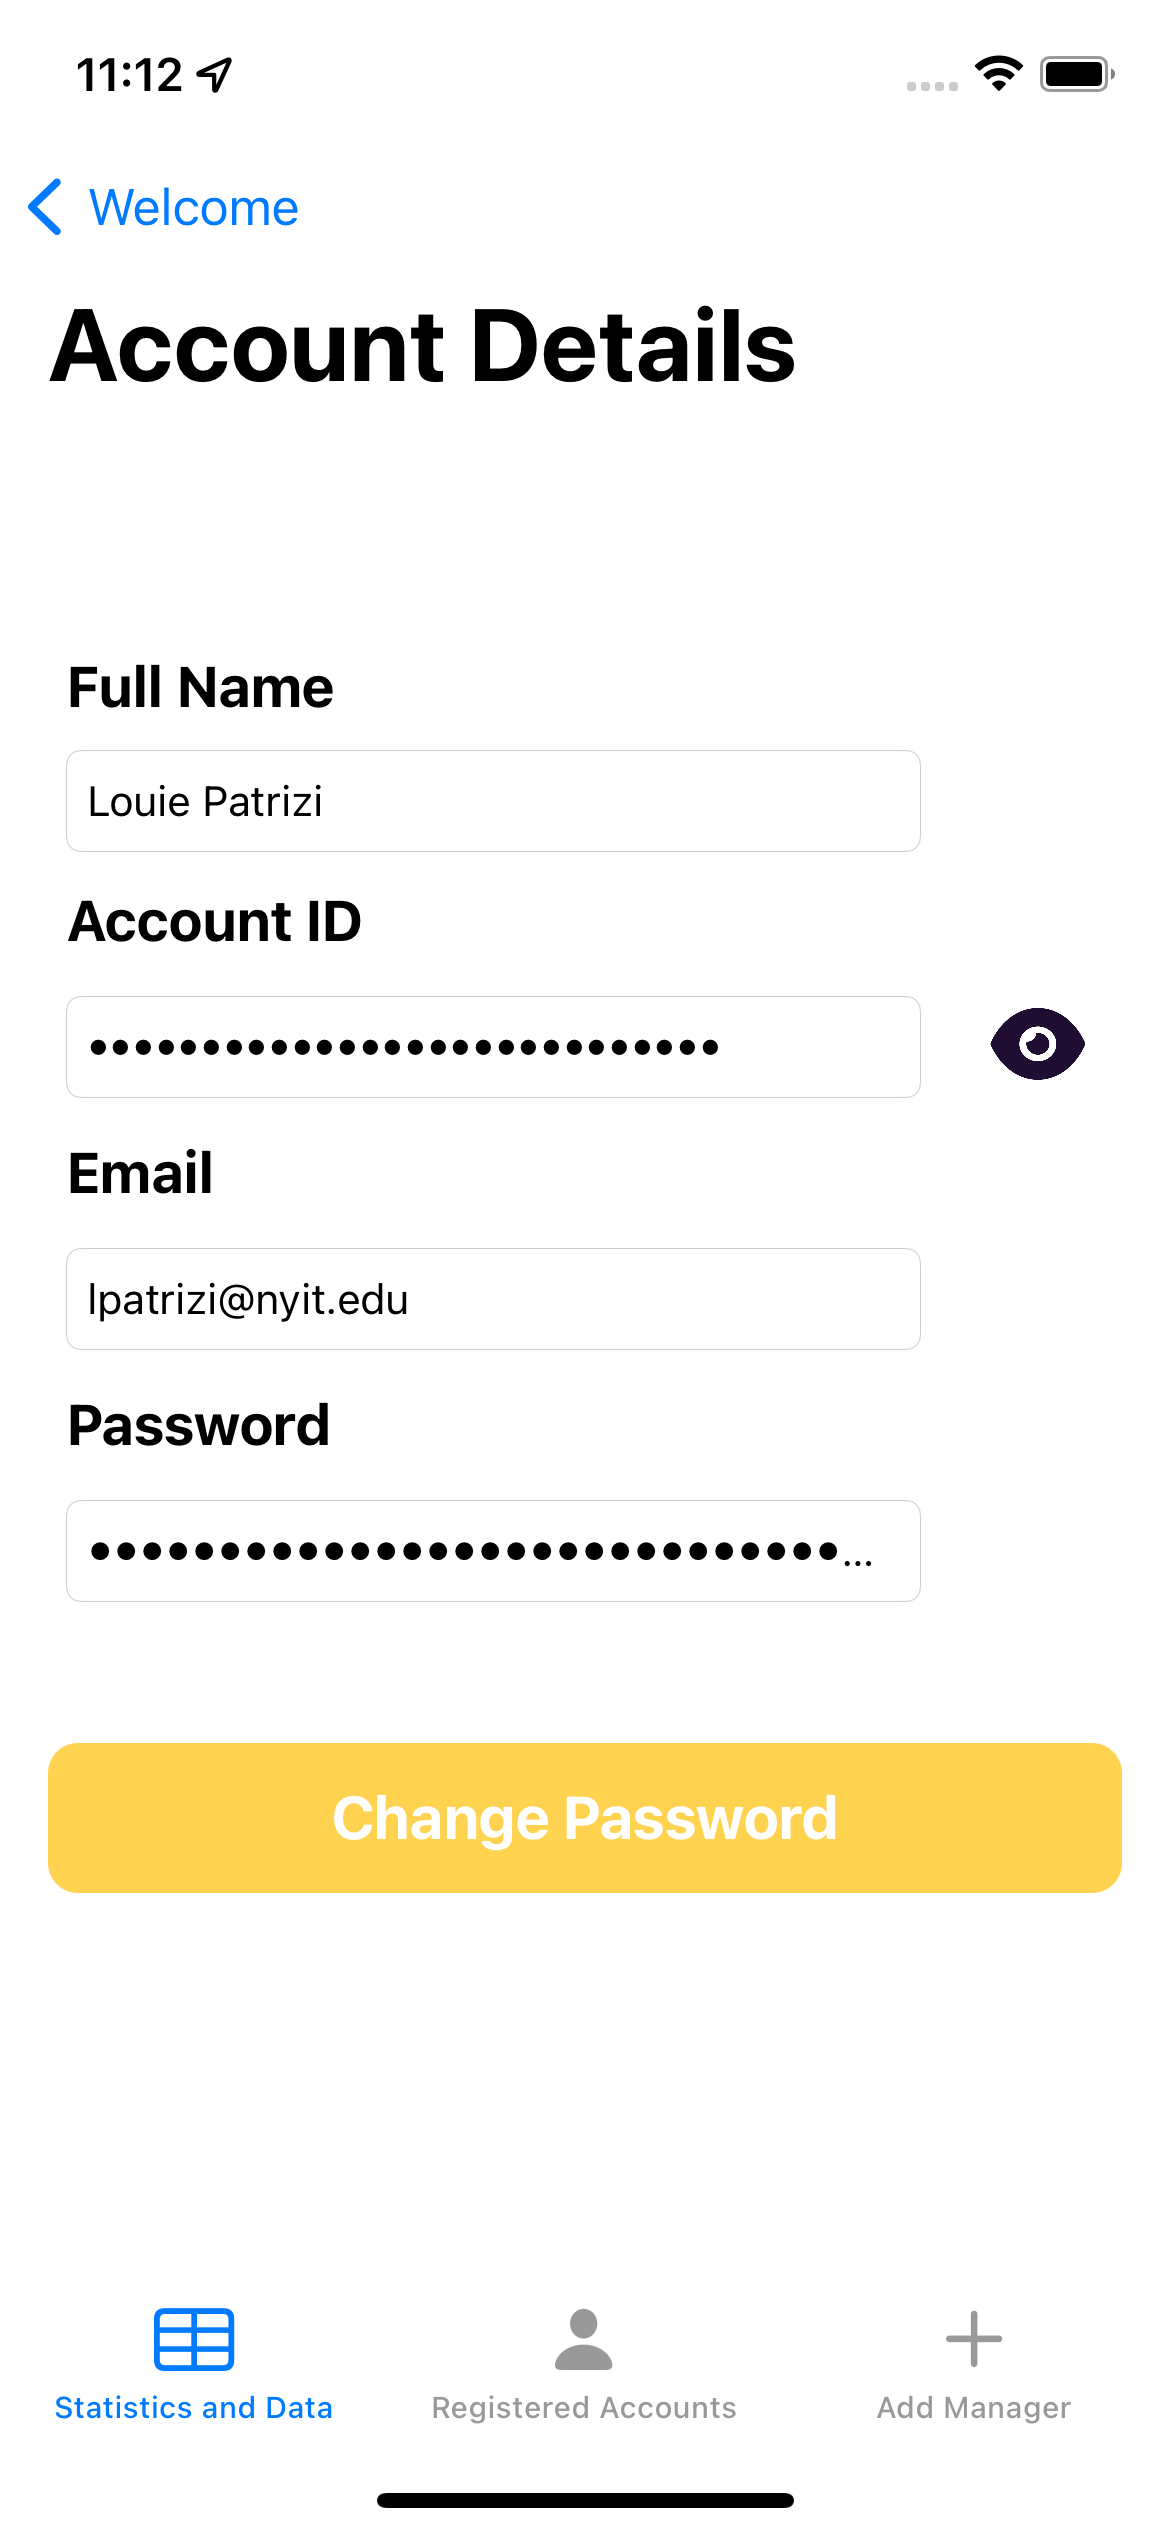 11:12
Welcome
Account Details
Full Name
Louie Patrizi
Account ID
••••••••••••••••••••••••••••
Email
lpatrizi@nyit.edu
Password
•••••••••••••••••••••••••••••...
Change Password
Statistics and Data
Registered Accounts
Add Manager